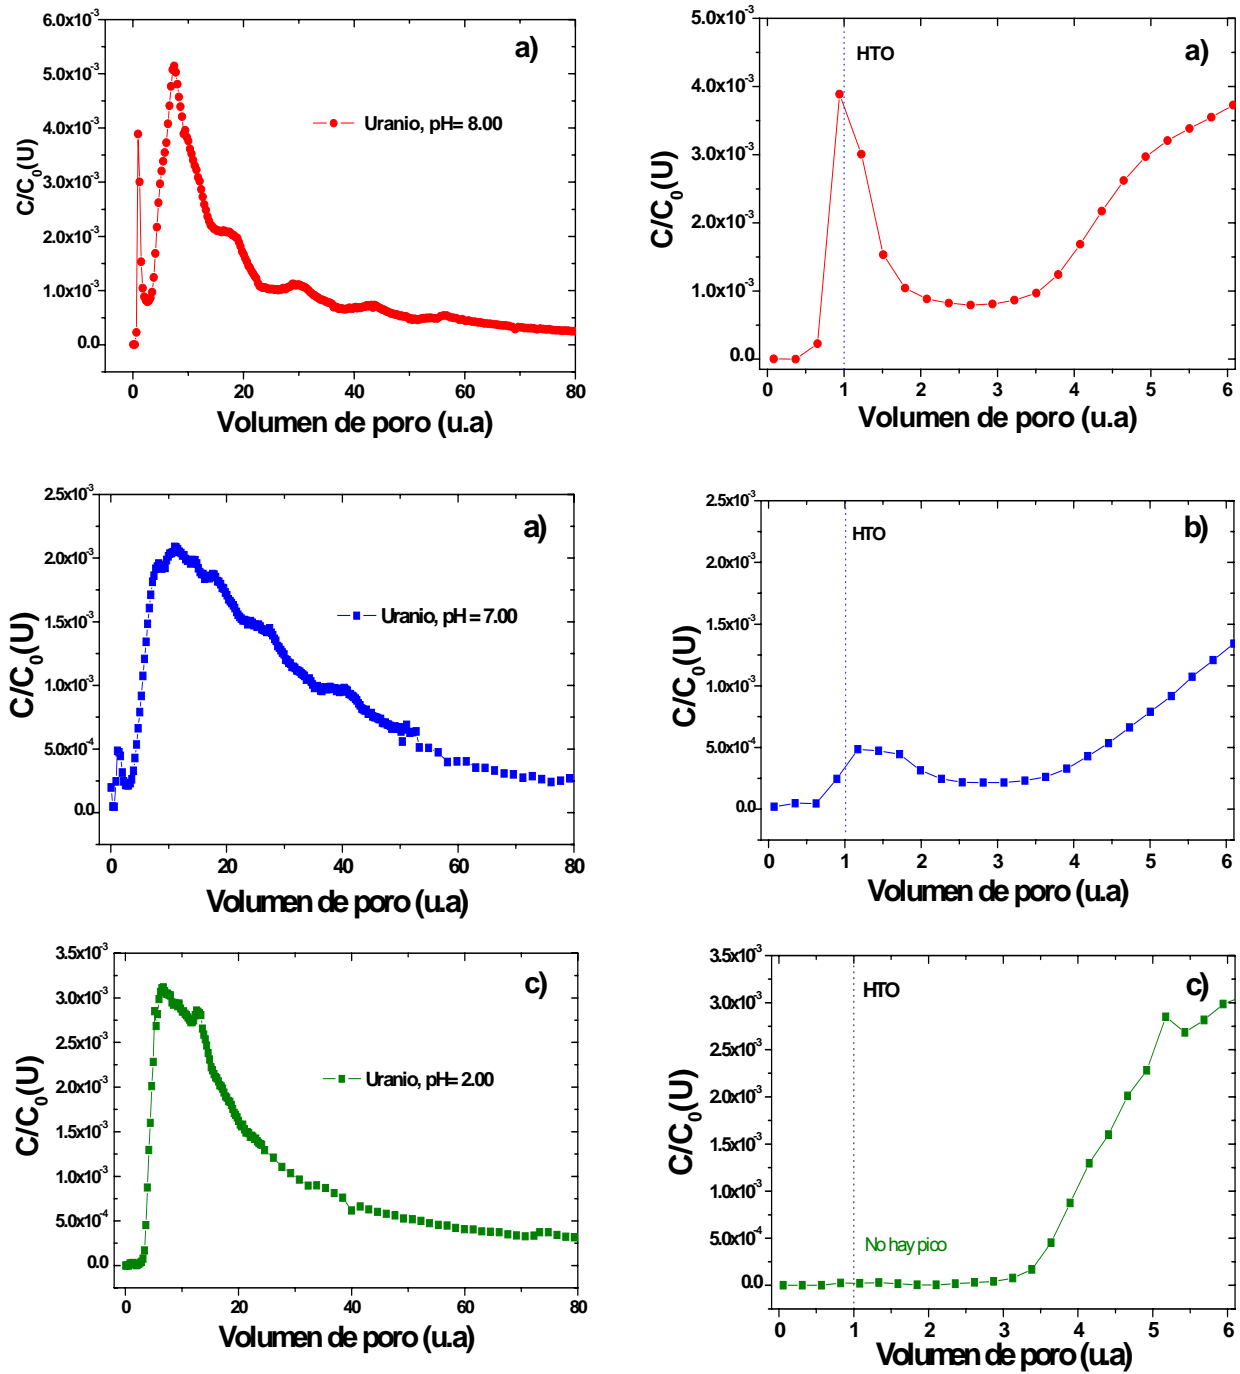 6.0x10⁻³
a)
5.0x10⁻³
Uranio, pH= 8.00
4.0x10⁻³
C/C₀(U)
3.0x10⁻³
2.0x10⁻³
1.0x10⁻³
0.0
0 20 40 60 80
Volumen de poro (u.a)
5.0x10⁻³
HTO
a)
4.0x10⁻³
C/C₀(U)
3.0x10⁻³
2.0x10⁻³
1.0x10⁻³
0.0
0 1 2 3 4 5 6
Volumen de poro (u.a)
2.5x10⁻³
a)
2.0x10⁻³
Uranio, pH = 7.00
C/C₀(U)
1.5x10⁻³
1.0x10⁻³
5.0x10⁻⁴
0.0
0 20 40 60 80
Volumen de poro (u.a)
2.5x10⁻³
HTO
b)
2.0x10⁻³
C/C₀(U)
1.5x10⁻³
1.0x10⁻³
5.0x10⁻⁴
0.0
0 1 2 3 4 5 6
Volumen de poro (u.a)
3.5x10⁻³
c)
3.0x10⁻³
2.5x10⁻³
Uranio, pH= 2.00
C/C₀(U)
2.0x10⁻³
1.5x10⁻³
1.0x10⁻³
5.0x10⁻⁴
0.0
0 20 40 60 80
Volumen de poro (u.a)
3.5x10⁻³
HTO
c)
3.0x10⁻³
2.5x10⁻³
C/C₀(U)
2.0x10⁻³
1.5x10⁻³
1.0x10⁻³
5.0x10⁻⁴
No hay pico
0.0
0 1 2 3 4 5 6
Volumen de poro (u.a)